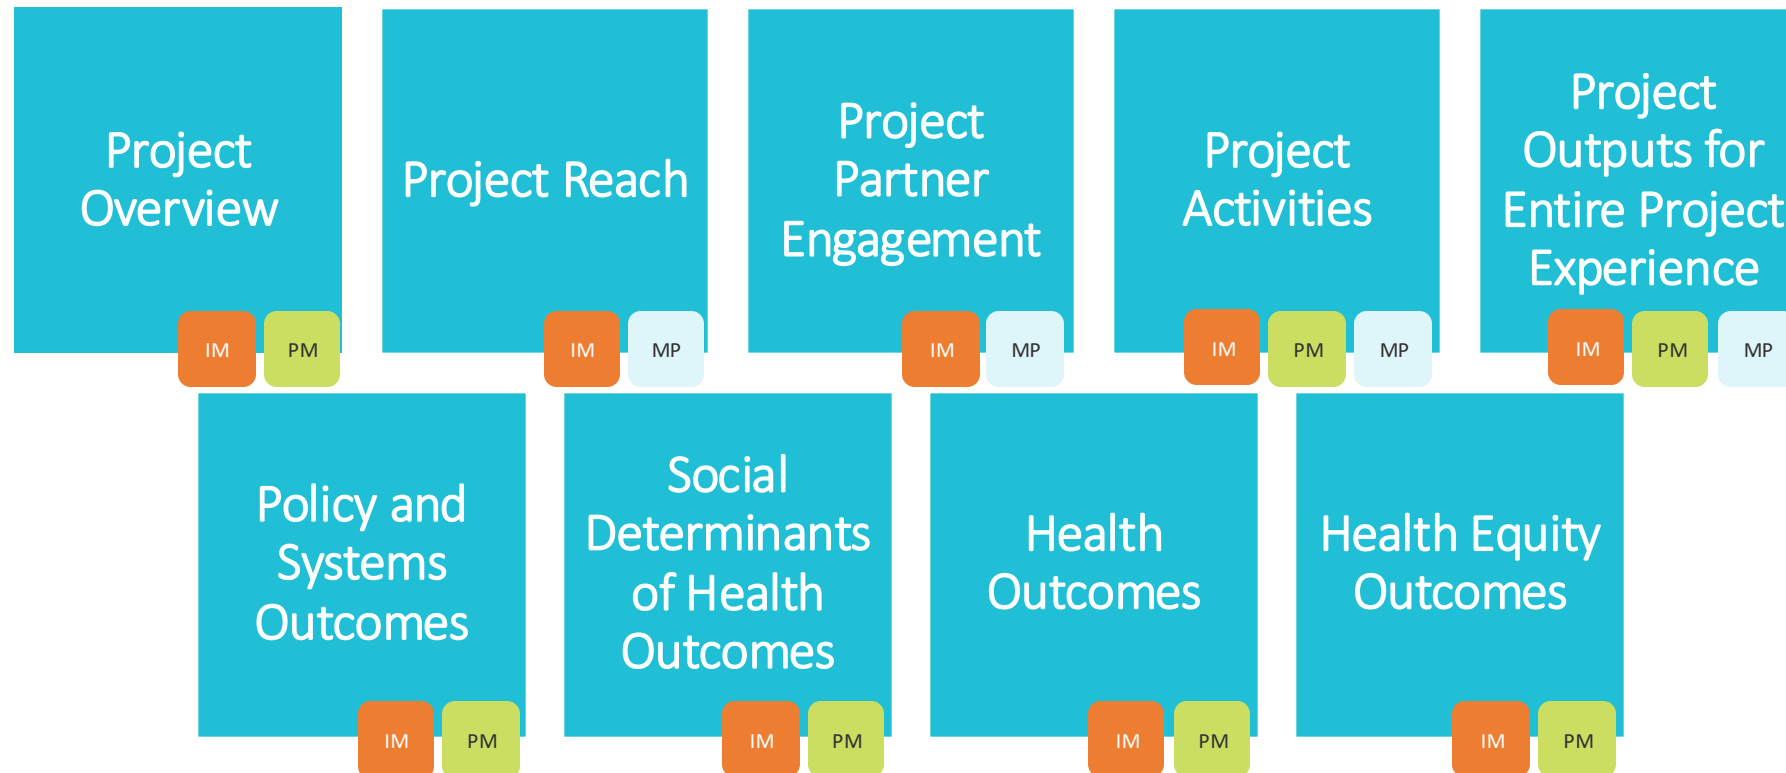 Project
Overview
IM
PM
Project Reach
IM
MP
Project
Partner
Engagement
IM
MP
Project
Activities
IM
PM
MP
Project
Outputs for
Entire Project
Experience
IM
PM
MP
Policy and
Systems
Outcomes
IM
PM
Social
Determinants
of Health
Outcomes
IM
PM
Health
Outcomes
IM
PM
Health Equity
Outcomes
IM
PM